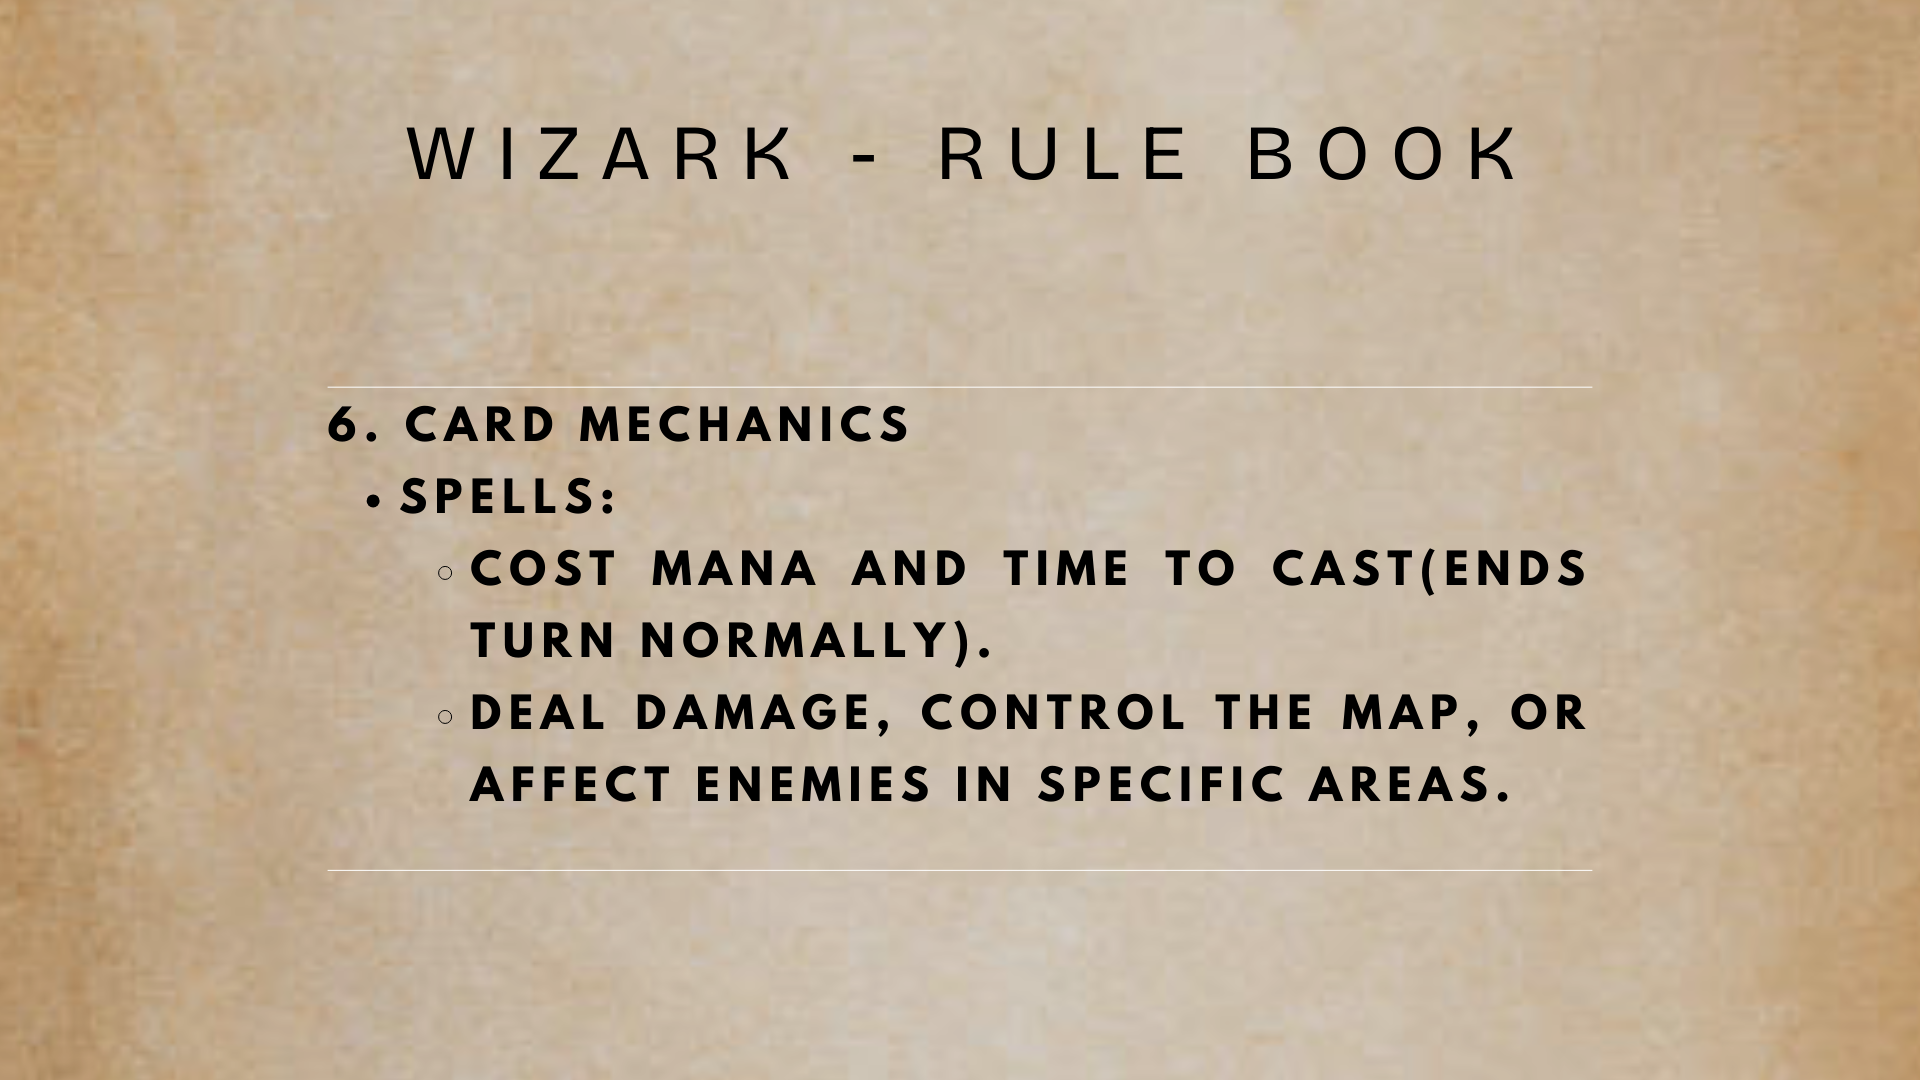 WIZARK - RULE BOOK
6. CARD MECHANICS
• SPELLS:
○ COST MANA AND TIME TO CAST(ENDS
TURN NORMALLY).
○ DEAL DAMAGE, CONTROL THE MAP, OR
AFFECT ENEMIES IN SPECIFIC AREAS.